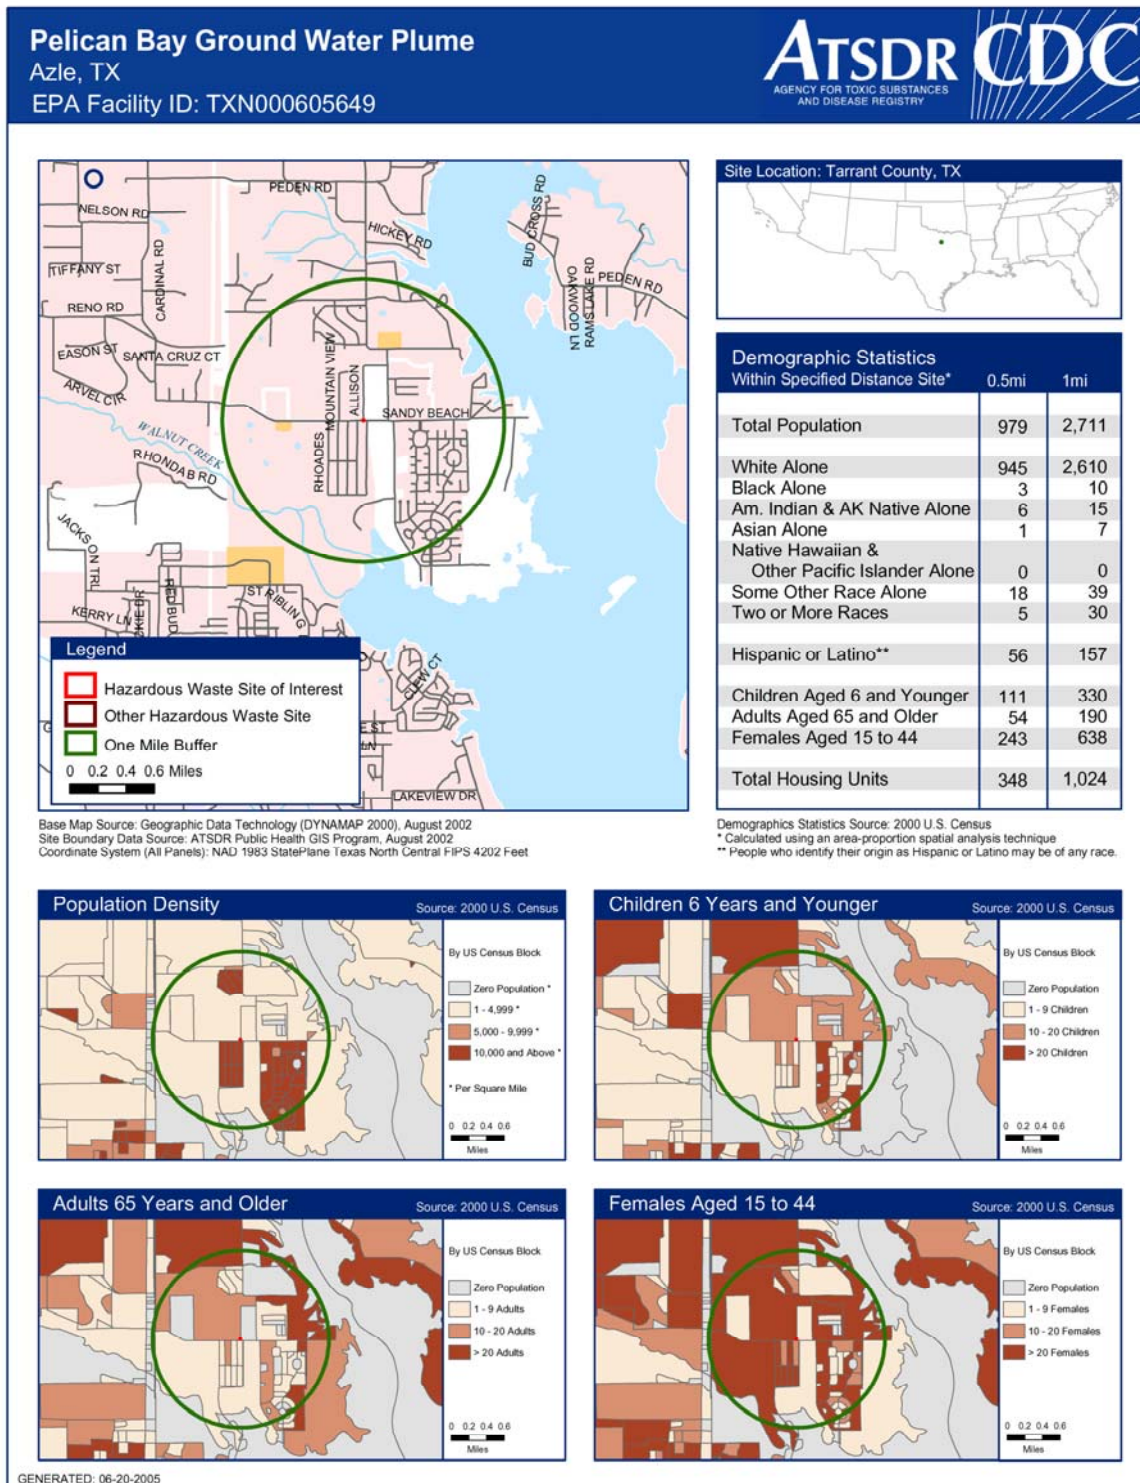 Pelican Bay Ground Water Plume
Azle, TX
EPA Facility ID: TXN000605649
ATSDR
AGENCY FOR TOXIC SUBSTANCES
AND DISEASE REGISTRY
CDC
PEDEN RD
NELSON RD
HICKEY RD
BUD CROSS RD
CARDINAL RD
TIFFANY ST
OAKWOOD LN
RAMS LAKE RD
PEDEN RD
RENO RD
EASON ST
SANTA CRUZ CT
MOUNTAIN VIEW
ALLISON
ARVEL CIR
SANDY BEACH
WALNUT CREEK
RHOADES
RHONDAB RD
JACKSON TRL
RED BUD
STRIBLING
KERRY LN
CLEW CT
LAKEVIEW DR
Legend
Hazardous Waste Site of Interest
Other Hazardous Waste Site
One Mile Buffer
0 0.2 0.4 0.6 Miles
Base Map Source: Geographic Data Technology (DYNAMAP 2000), August 2002
Site Boundary Data Source: ATSDR Public Health GIS Program, August 2002
Coordinate System (All Panels): NAD 1983 StatePlane Texas North Central FIPS 4202 Feet
Site Location: Tarrant County, TX
Demographic Statistics
Within Specified Distance Site* 0.5mi 1mi
Total Population 979 2,711
White Alone 945 2,610
Black Alone 3 10
Am. Indian & AK Native Alone 6 15
Asian Alone 1 7
Native Hawaiian &
Other Pacific Islander Alone 0 0
Some Other Race Alone 18 39
Two or More Races 5 30
Hispanic or Latino** 56 157
Children Aged 6 and Younger 111 330
Adults Aged 65 and Older 54 190
Females Aged 15 to 44 243 638
Total Housing Units 348 1,024
Demographics Statistics Source: 2000 U.S. Census
* Calculated using an area-proportion spatial analysis technique
** People who identify their origin as Hispanic or Latino may be of any race.
Population Density Source: 2000 U.S. Census
By US Census Block
Zero Population *
1 - 4,999 *
5,000 - 9,999 *
10,000 and Above *
* Per Square Mile
0 0.2 0.4 0.6
Miles
Children 6 Years and Younger Source: 2000 U.S. Census
By US Census Block
Zero Population
1 - 9 Children
10 - 20 Children
> 20 Children
0 0.2 0.4 0.6
Miles
Adults 65 Years and Older Source: 2000 U.S. Census
By US Census Block
Zero Population
1 - 9 Adults
10 - 20 Adults
> 20 Adults
0 0.2 0.4 0.6
Miles
Females Aged 15 to 44 Source: 2000 U.S. Census
By US Census Block
Zero Population
1 - 9 Females
10 - 20 Females
> 20 Females
0 0.2 0.4 0.6
Miles
GENERATED: 06-20-2005